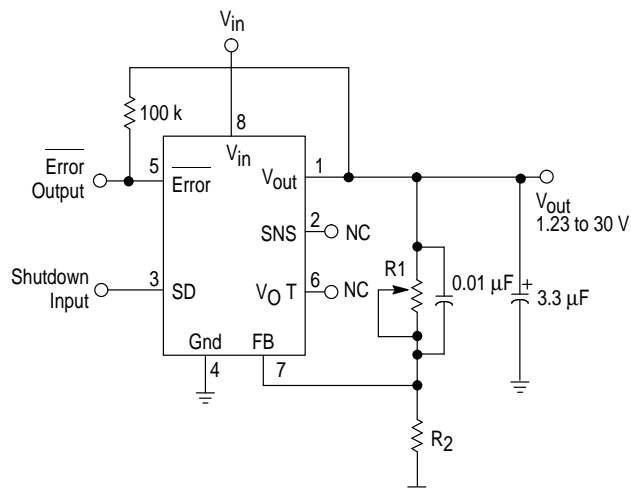 Vin
100 k
8
Vin
Error
Output
5
Error
Vout
1
Vout
1.23 to 30 V
SNS
2
NC
Shutdown
Input
3
SD
VO T
6
NC
R1
0.01 µF
+
3.3 µF
Gnd
FB
4
7
R2